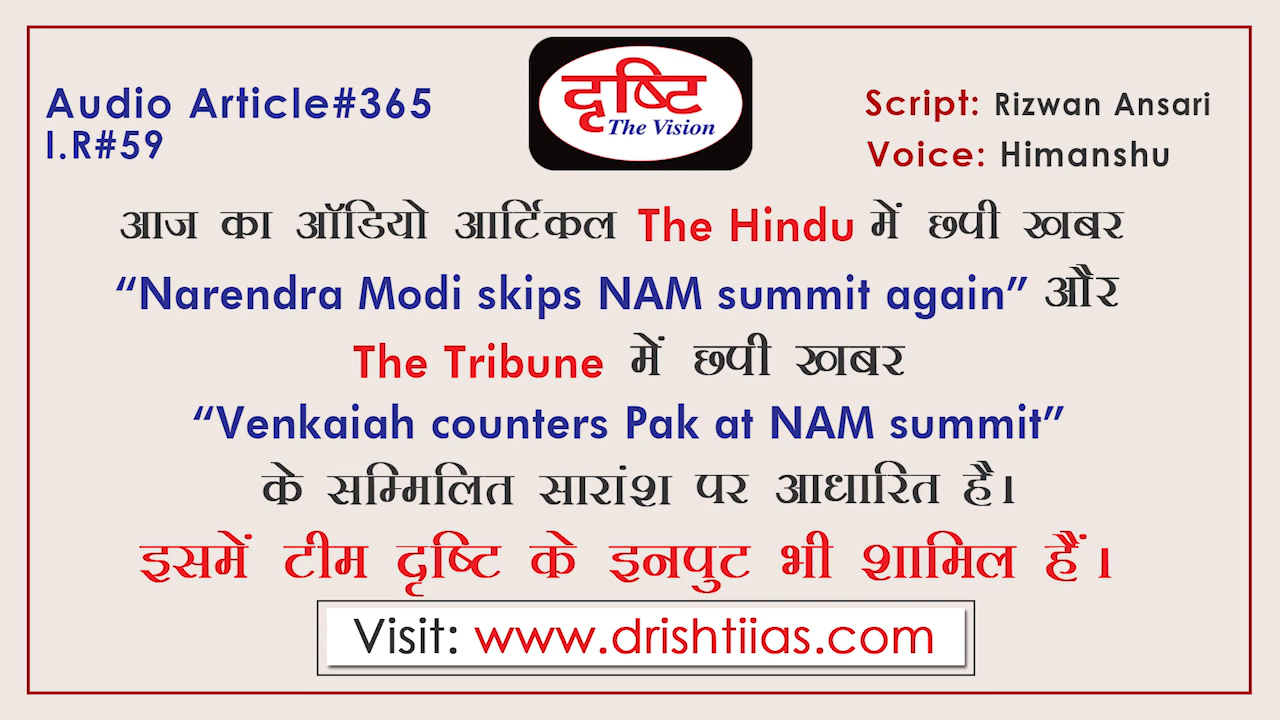 Audio Article#365
I.R#59
दृष्टि
The Vision
Script: Rizwan Ansari
Voice: Himanshu
आज का ऑडियो आर्टिकल The Hindu में छपी खबर
“Narendra Modi skips NAM summit again” और
The Tribune में छपी खबर
“Venkaiah counters Pak at NAM summit”
के सम्मिलित सारांश पर आधारित है।
इसमें टीम दृष्टि के इनपुट भी शामिल हैं।
Visit: www.drishtiias.com